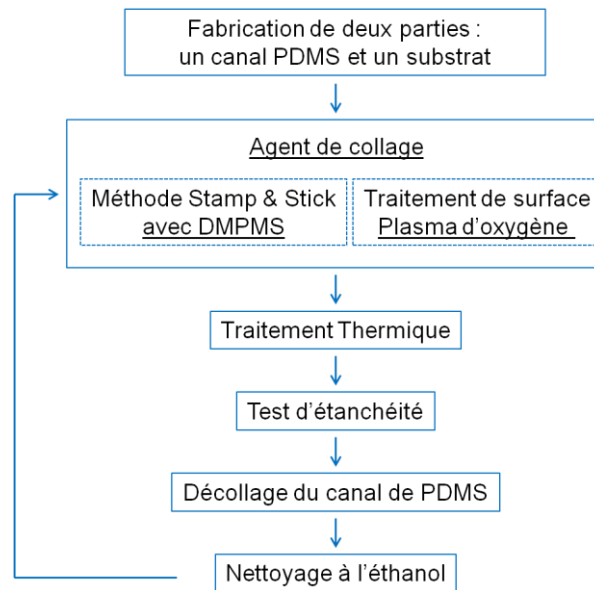 Fabrication de deux parties :
un canal PDMS et un substrat
Agent de collage
Méthode Stamp & Stick
avec DMPMS
Traitement de surface
Plasma d'oxygène
Traitement Thermique
Test d'étanchéité
Décollage du canal de PDMS
Nettoyage à l'éthanol